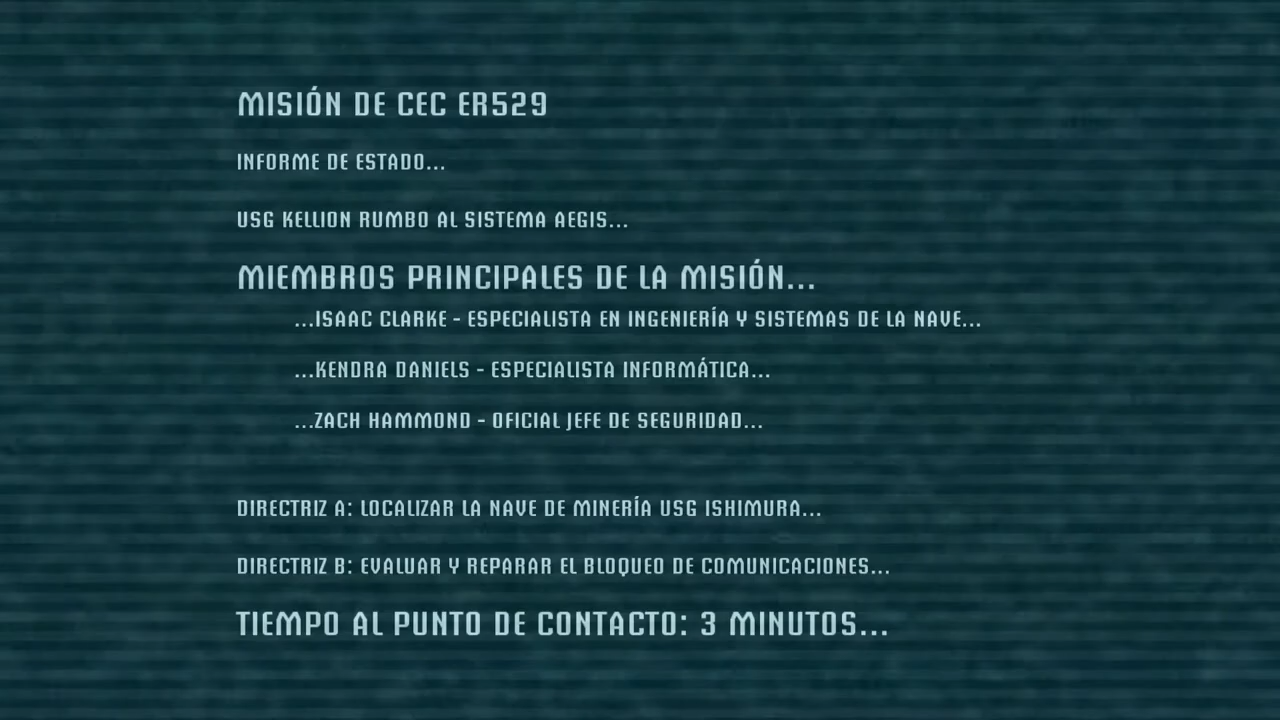 MISIÓN DE CEC ER529
INFORME DE ESTADO...
USG KELLION RUMBO AL SISTEMA AEGIS...
MIEMBROS PRINCIPALES DE LA MISIÓN...
...ISAAC CLARKE - ESPECIALISTA EN INGENIERÍA Y SISTEMAS DE LA NAVE...
...KENDRA DANIELS - ESPECIALISTA INFORMÁTICA...
...ZACH HAMMOND - OFICIAL JEFE DE SEGURIDAD...
DIRECTRIZ A: LOCALIZAR LA NAVE DE MINERÍA USG ISHIMURA...
DIRECTRIZ B: EVALUAR Y REPARAR EL BLOQUEO DE COMUNICACIONES...
TIEMPO AL PUNTO DE CONTACTO: 3 MINUTOS...